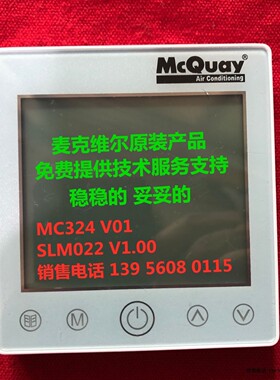 McQuay®
Air Conditioning
麦克维尔原装产品
免费提供技术服务支持
稳稳的 妥妥的
MC324 V01
SLM022 V1.00
销售电话 139 5608 0115
M